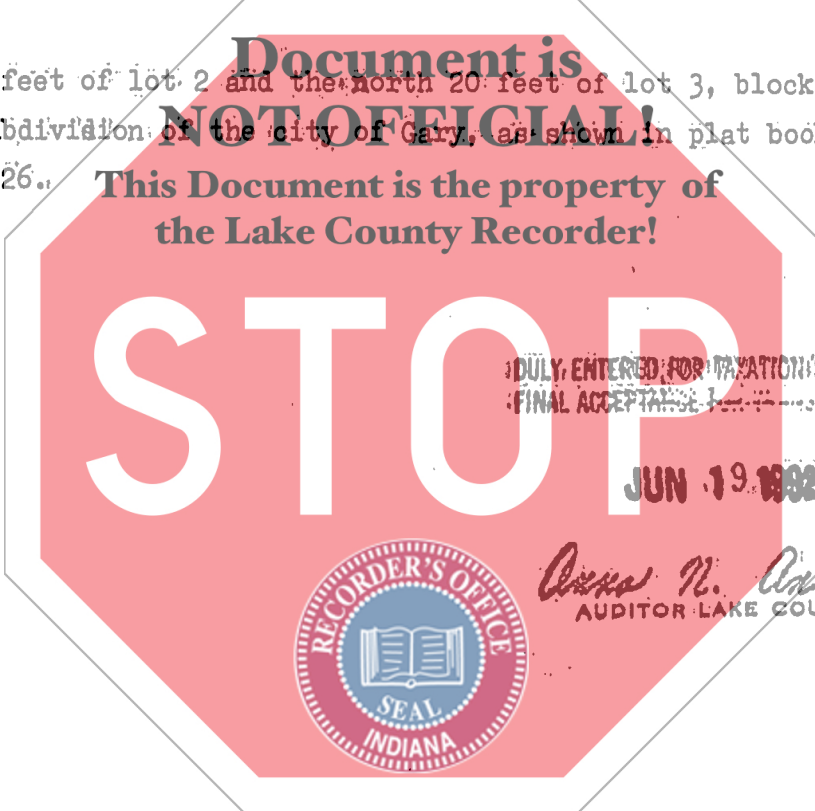 Document is
feet of lot 2 and the north 20 feet of lot 3, block
NOT OFFICIAL!
bdivision of the city of Gary, as shown in plat boo
26.
This Document is the property of
the Lake County Recorder!
STOP
DULY ENTERED FOR TAXATION
FINAL ACCEPTANCE
JUN 19 1992
Anna N.
AUDITOR LAKE COU
RECORDER'S OFFICE
SEAL
INDIANA